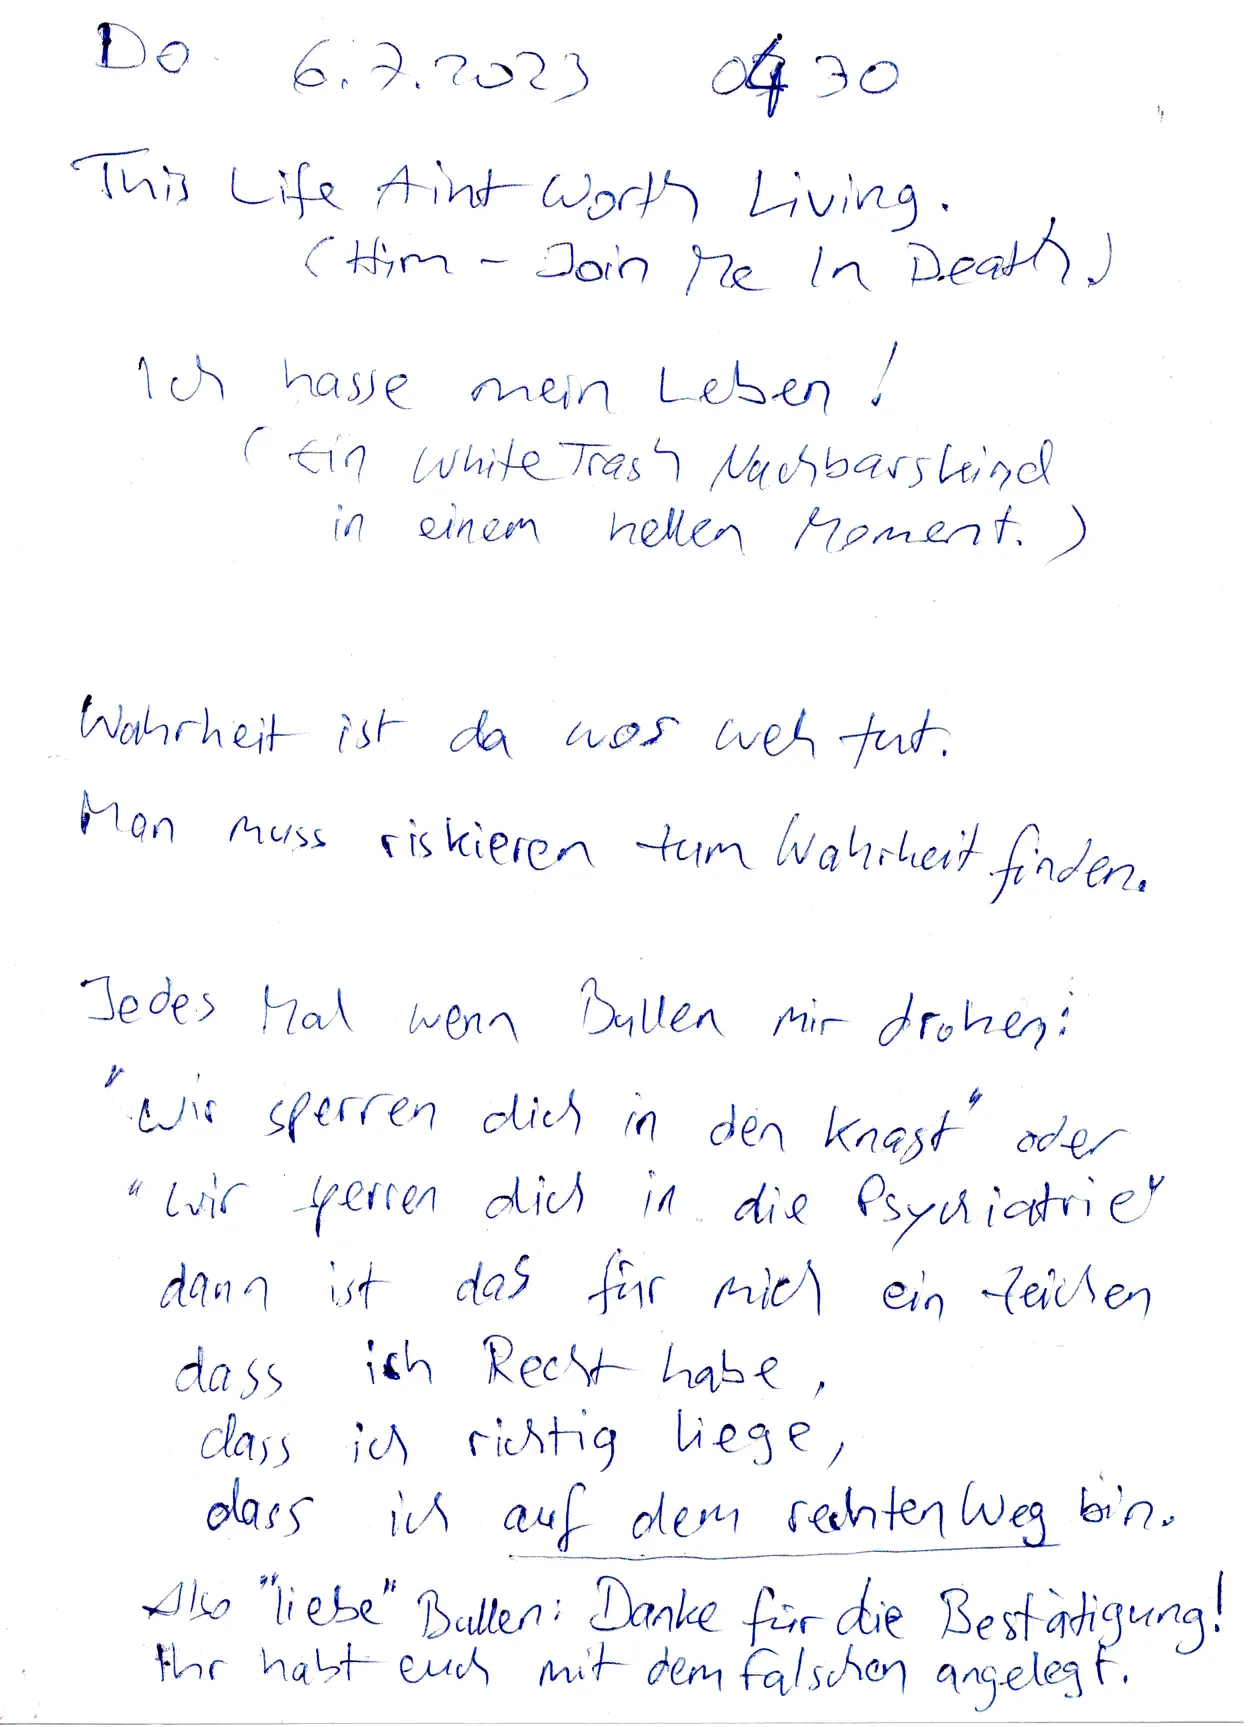 Do. 6.7.2023 0430
This Life Aint Worth Living.
(Him - Join Me In Death.)
Ich hasse mein Leben!
(Ein White Trash Nachbarskind
in einem hellen Moment.)
Wahrheit ist da wos weh tut.
Man muss riskieren zum Wahrheit finden.
Jedes Mal wenn Bullen mir drohen:
"Wir sperren dich in den Knast" oder
"Wir sperren dich in die Psychiatrie"
dann ist das für mich ein Zeichen
dass ich Recht habe,
dass ich richtig liege,
dass ich auf dem rechten Weg bin.
Also "liebe" Bullen: Danke für die Bestätigung!
Ihr habt euch mit dem falschen angelegt.